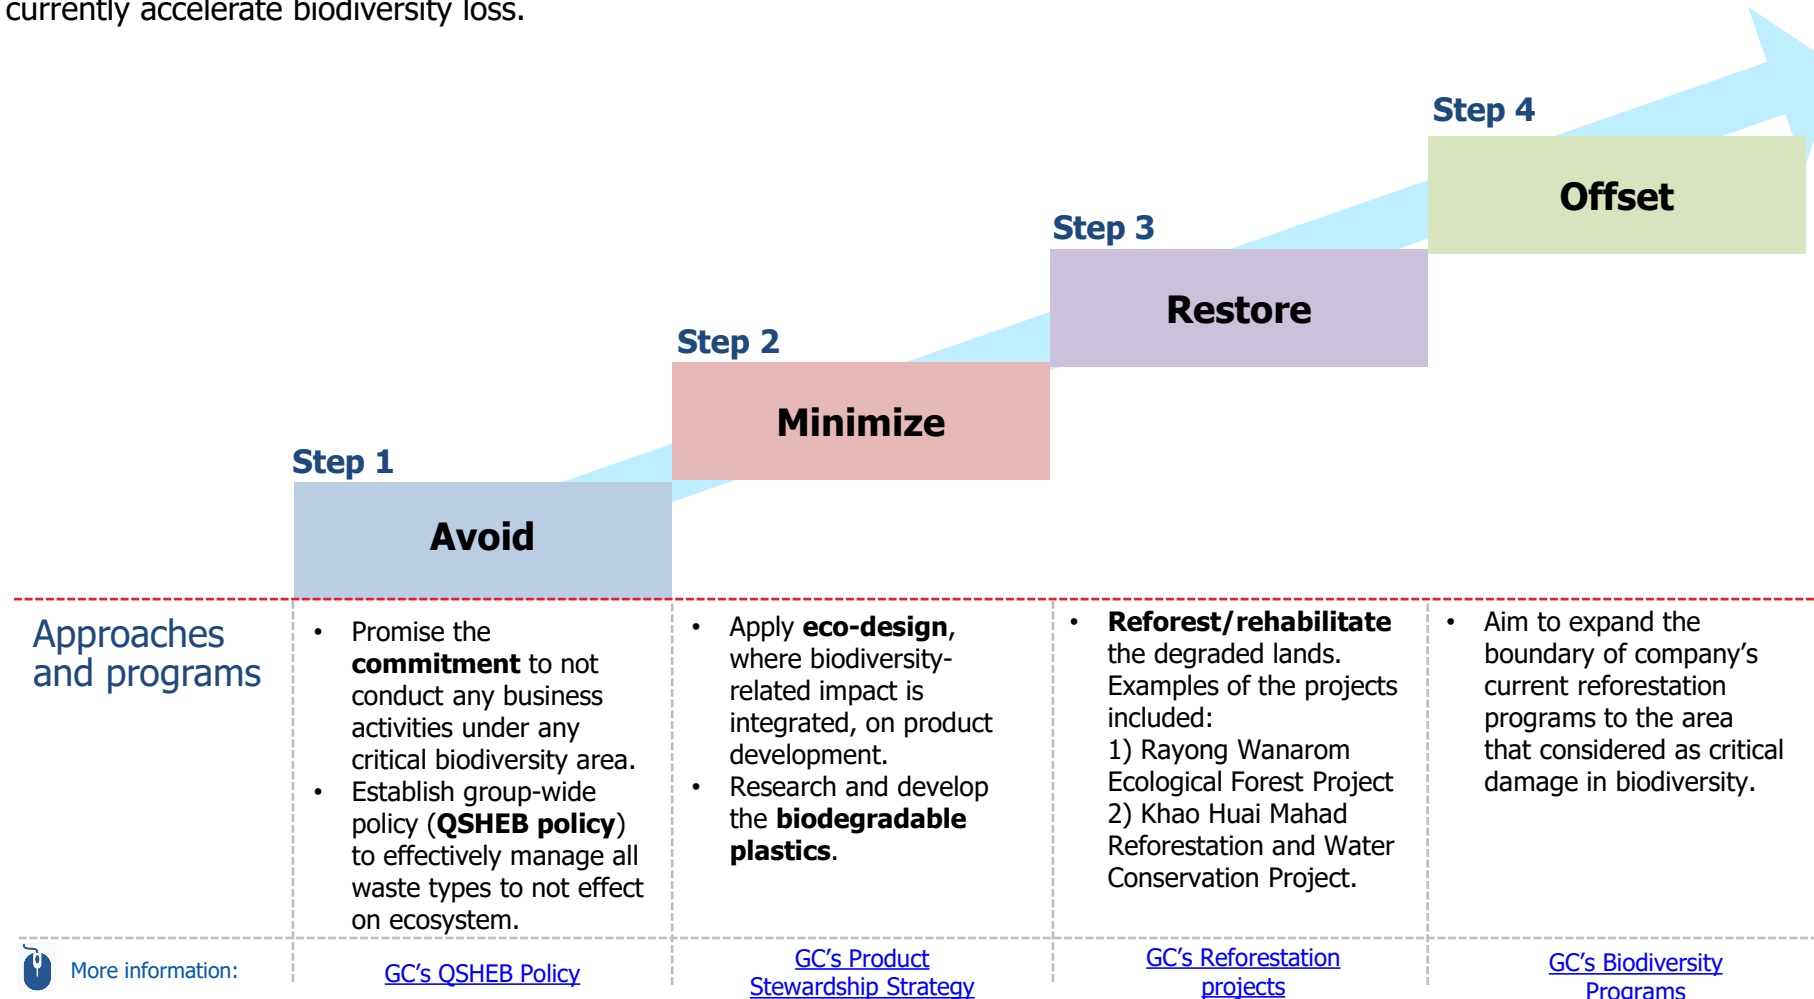 currently accelerate biodiversity loss.
Step 1
Avoid
Step 2
Minimize
Step 3
Restore
Step 4
Offset
Approaches
and programs
• Promise the
commitment to not
conduct any business
activities under any
critical biodiversity area.
• Establish group-wide
policy (QSHEB policy)
to effectively manage all
waste types to not effect
on ecosystem.
• Apply eco-design,
where biodiversity-
related impact is
integrated, on product
development.
• Research and develop
the biodegradable
plastics.
• Reforest/rehabilitate
the degraded lands.
Examples of the projects
included:
1) Rayong Wanarom
Ecological Forest Project
2) Khao Huai Mahad
Reforestation and Water
Conservation Project.
• Aim to expand the
boundary of company's
current reforestation
programs to the area
that considered as critical
damage in biodiversity.
More information:
GC's QSHEB Policy
GC's Product
Stewardship Strategy
GC's Reforestation
projects
GC's Biodiversity
Programs